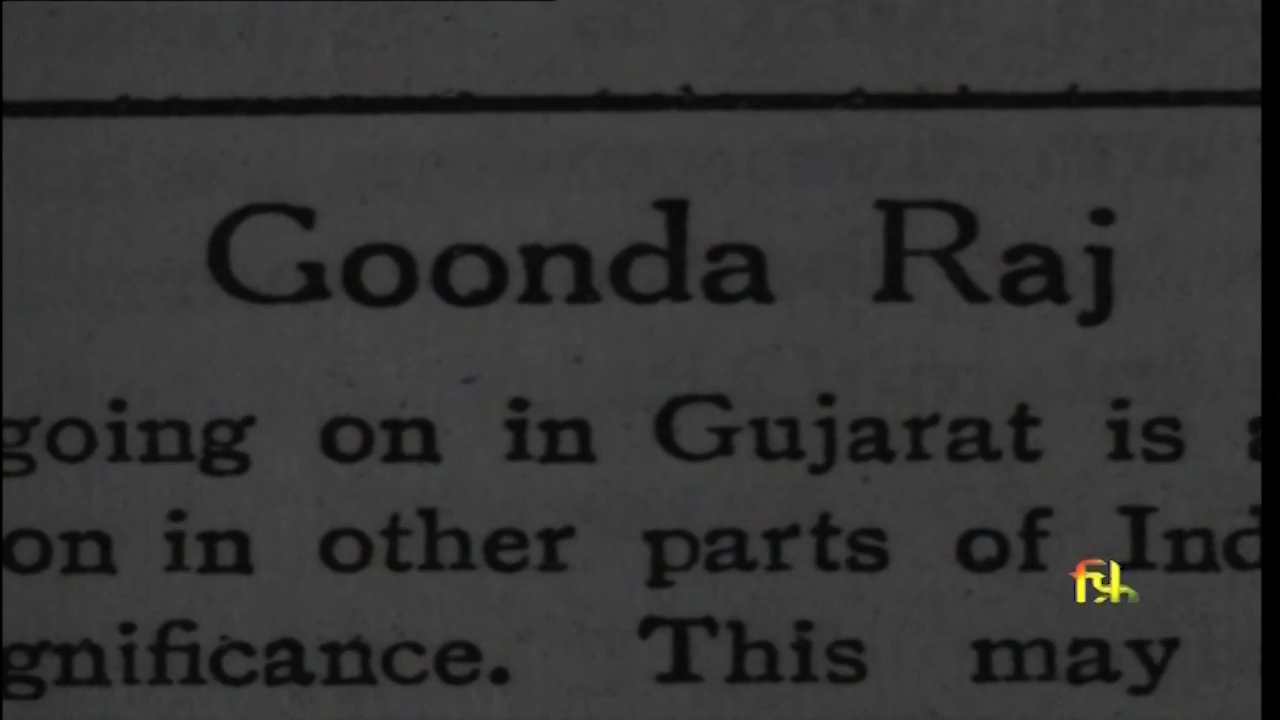 Goonda Raj
going on in Gujarat is
on in other parts of Ind
gnificance. This may